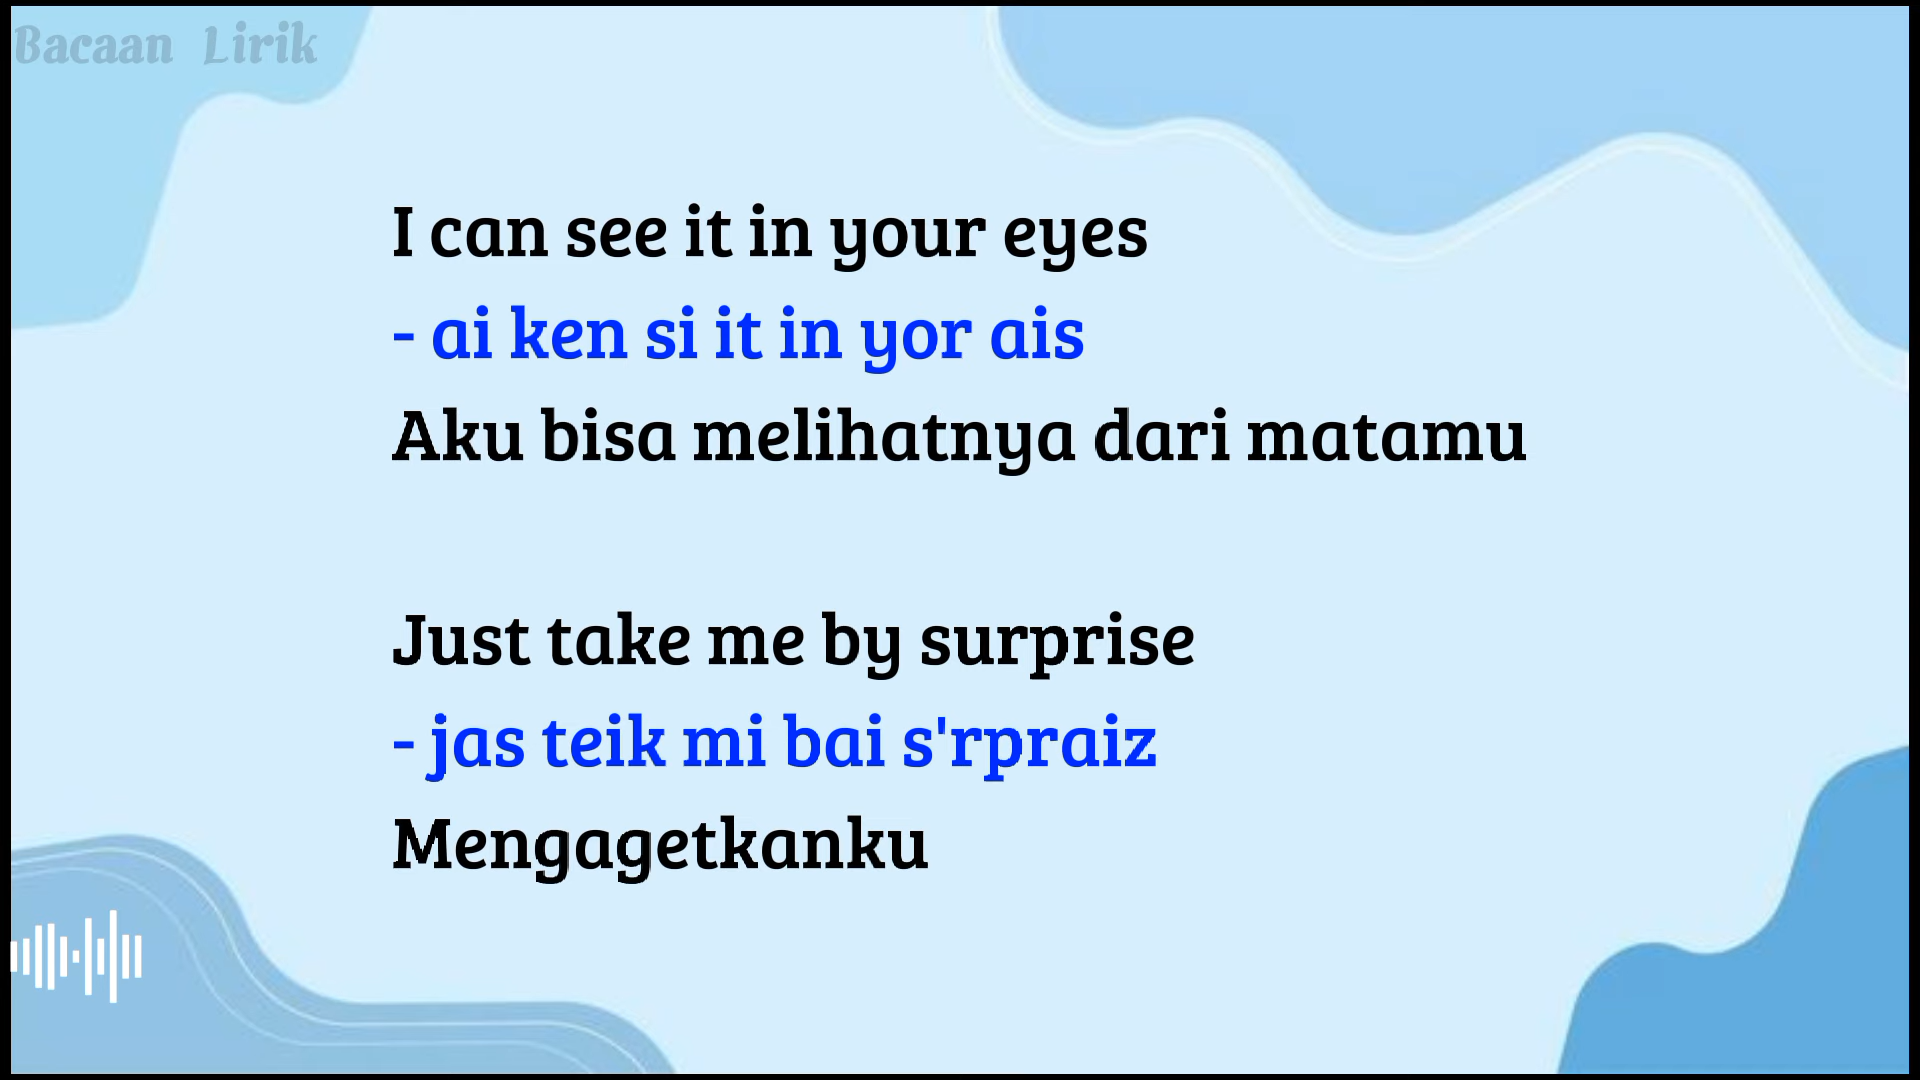 Bacaan Lirik
I can see it in your eyes
- ai ken si it in yor ais
Aku bisa melihatnya dari matamu
Just take me by surprise
- jas teik mi bai s'rpraiz
Mengagetkanku